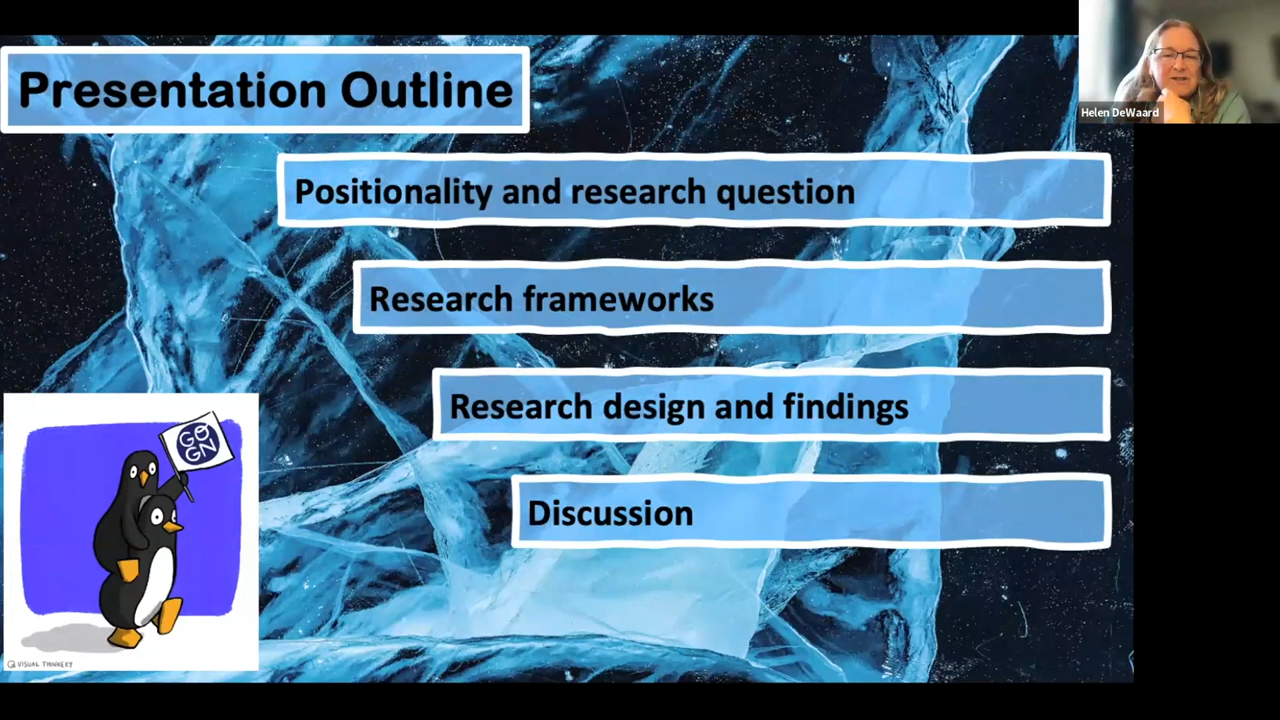 Presentation Outline
Helen DeWaard
Positionality and research question
Research frameworks
Research design and findings
Discussion
GO
GN
VISUAL THINKERY